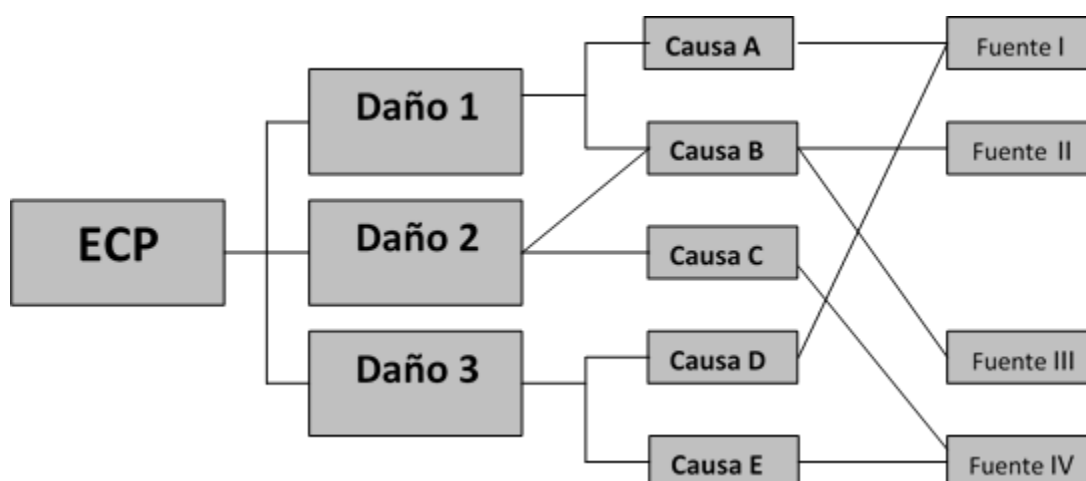 ECP
Daño 1
Daño 2
Daño 3
Causa A
Causa B
Causa C
Causa D
Causa E
Fuente I
Fuente II
Fuente III
Fuente IV